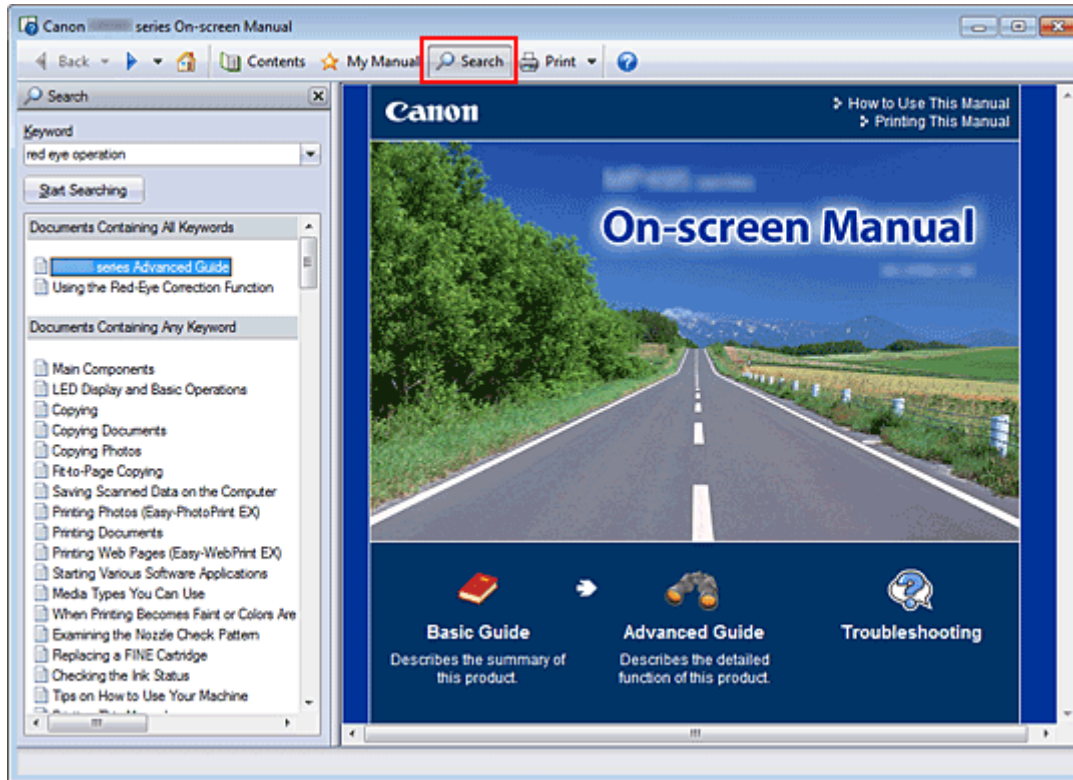 Canon series On-screen Manual
Back
Contents
My Manual
Search
Print
Search
Keyword
red eye operation
Start Searching
Documents Containing All Keywords
series Advanced Guide
Using the Red-Eye Correction Function
Documents Containing Any Keyword
Main Components
LED Display and Basic Operations
Copying
Copying Documents
Copying Photos
Fit-to-Page Copying
Saving Scanned Data on the Computer
Printing Photos (Easy-PhotoPrint EX)
Printing Documents
Printing Web Pages (Easy-WebPrint EX)
Starting Various Software Applications
Media Types You Can Use
When Printing Becomes Faint or Colors Are
Examining the Nozzle Check Pattern
Replacing a FINE Cartridge
Checking the Ink Status
Tips on How to Use Your Machine
Canon
How to Use This Manual
Printing This Manual
series
On-screen Manual
Basic Guide
Describes the summary of
this product.
Advanced Guide
Describes the detailed
function of this product.
Troubleshooting